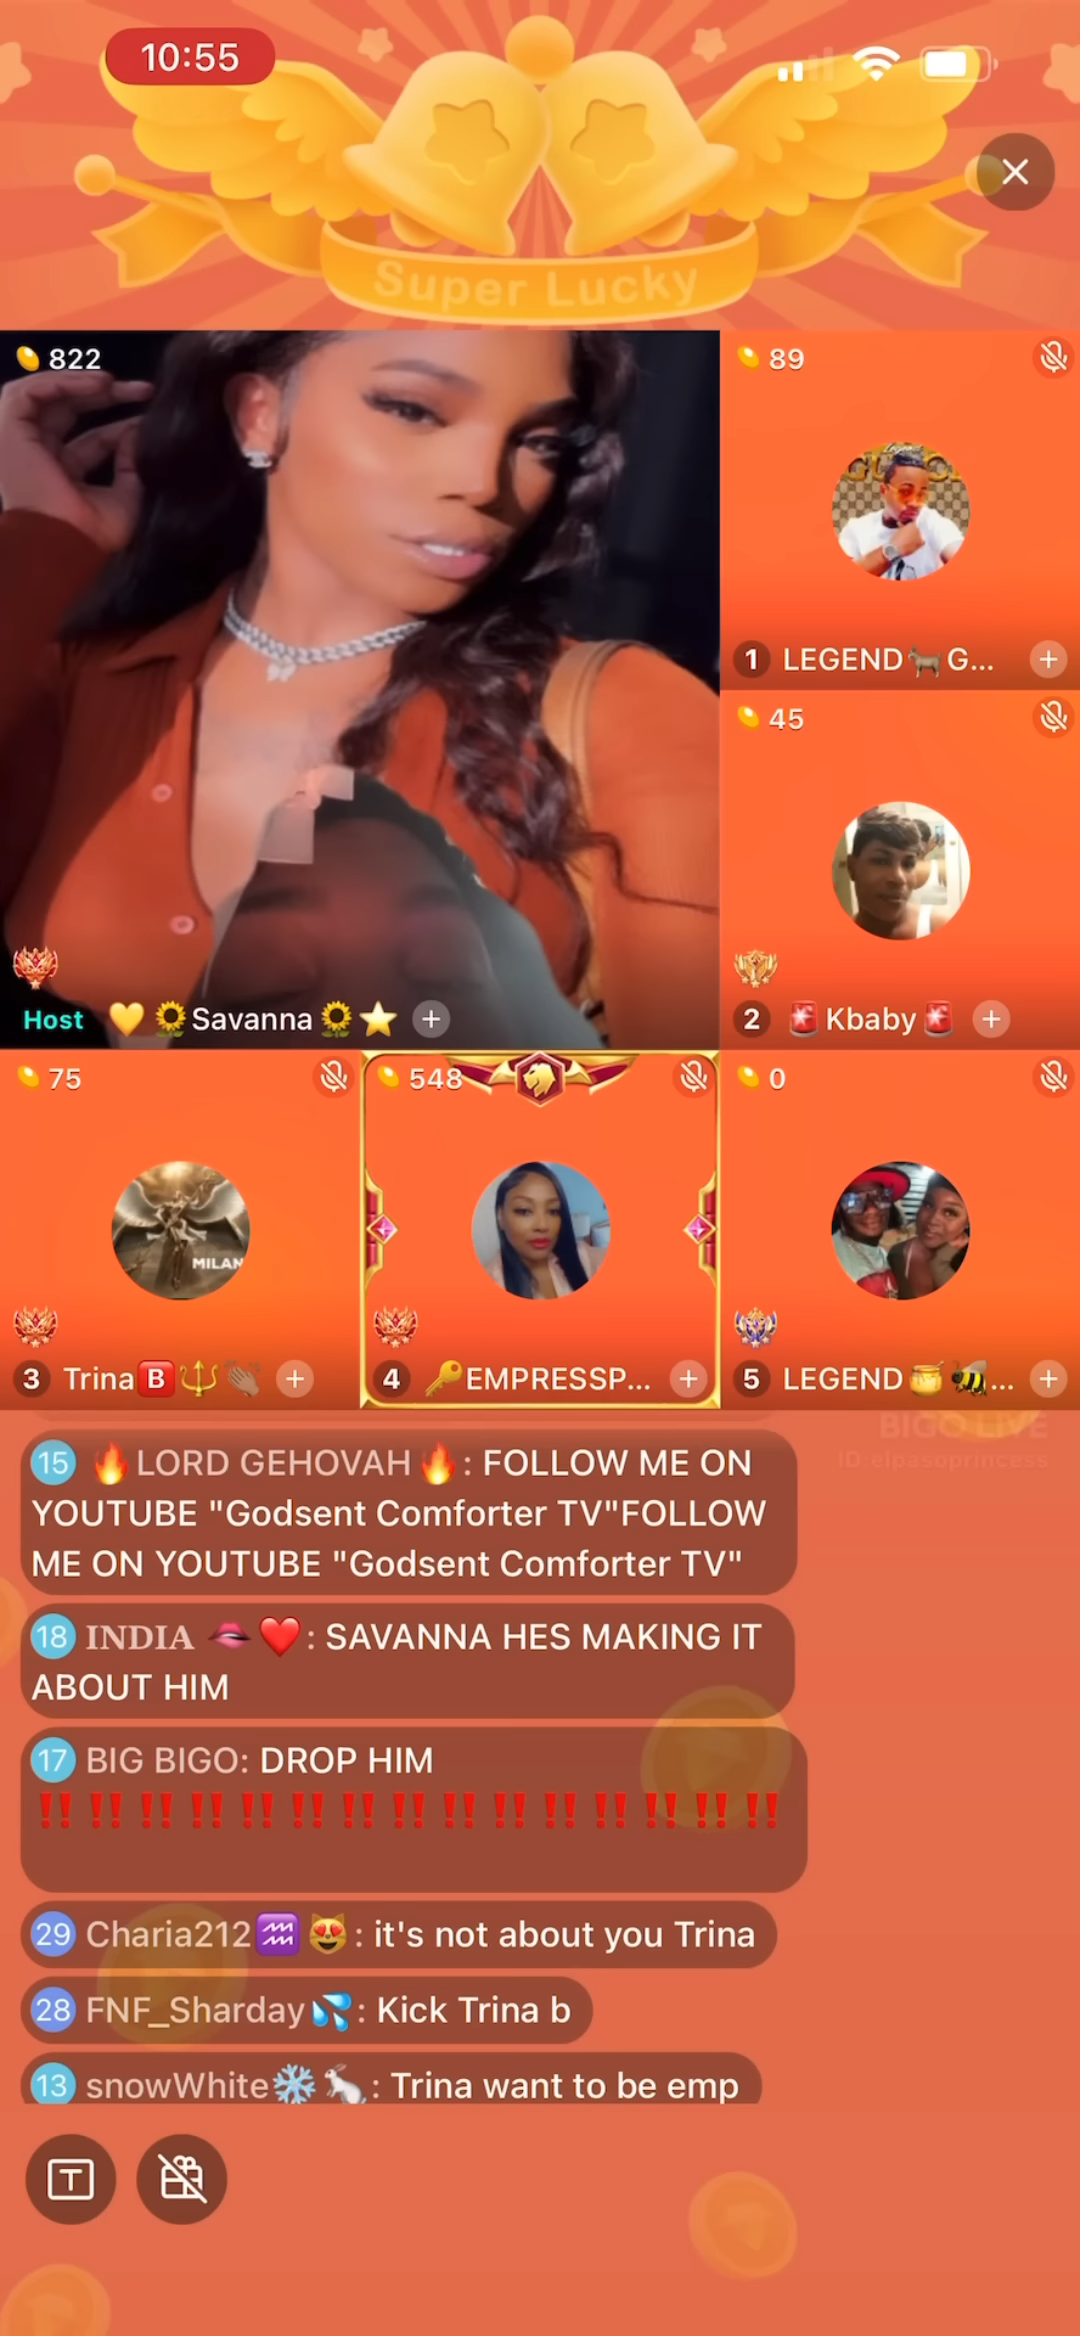 10:55
Super Lucky
822
89
1 LEGEND🐐G...
45
Host 💛🌻Savanna🌻⭐
2 🚨Kbaby🚨
75
548
0
MILAN
3 Trina🅱️🔱👏🏽
4 🔑EMPRESSP...
5 LEGEND🍯🐝...
BIGO LIVE
ID:elpasoprincess
15 🔥LORD GEHOVAH🔥: FOLLOW ME ON
YOUTUBE "Godsent Comforter TV"FOLLOW
ME ON YOUTUBE "Godsent Comforter TV"
18 INDIA 🫦❤️: SAVANNA HES MAKING IT
ABOUT HIM
17 BIG BIGO: DROP HIM
‼️‼️‼️‼️‼️‼️‼️‼️‼️‼️‼️‼️‼️‼️‼️
29 Charia212♒😻: it's not about you Trina
28 FNF_Sharday💦: Kick Trina b
13 snowWhite❄️🐇: Trina want to be emp
T